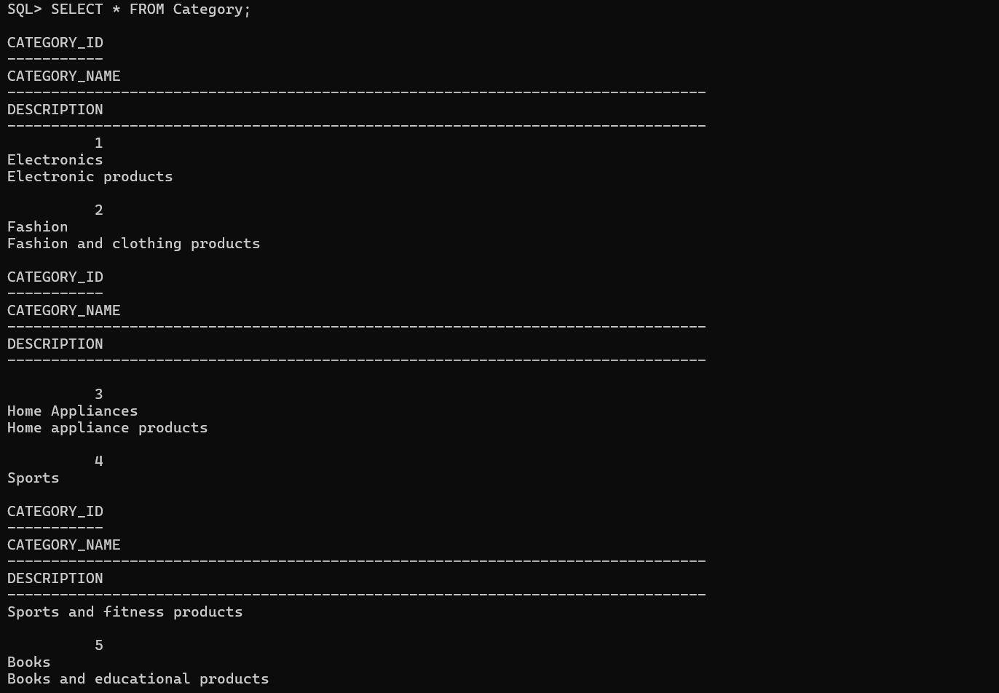 SQL> SELECT * FROM Category;

CATEGORY_ID
-----------
CATEGORY_NAME
--------------------------------------------------------------------------------
DESCRIPTION
--------------------------------------------------------------------------------
          1
Electronics
Electronic products

          2
Fashion
Fashion and clothing products

CATEGORY_ID
-----------
CATEGORY_NAME
--------------------------------------------------------------------------------
DESCRIPTION
--------------------------------------------------------------------------------

          3
Home Appliances
Home appliance products

          4
Sports

CATEGORY_ID
-----------
CATEGORY_NAME
--------------------------------------------------------------------------------
DESCRIPTION
--------------------------------------------------------------------------------
Sports and fitness products

          5
Books
Books and educational products